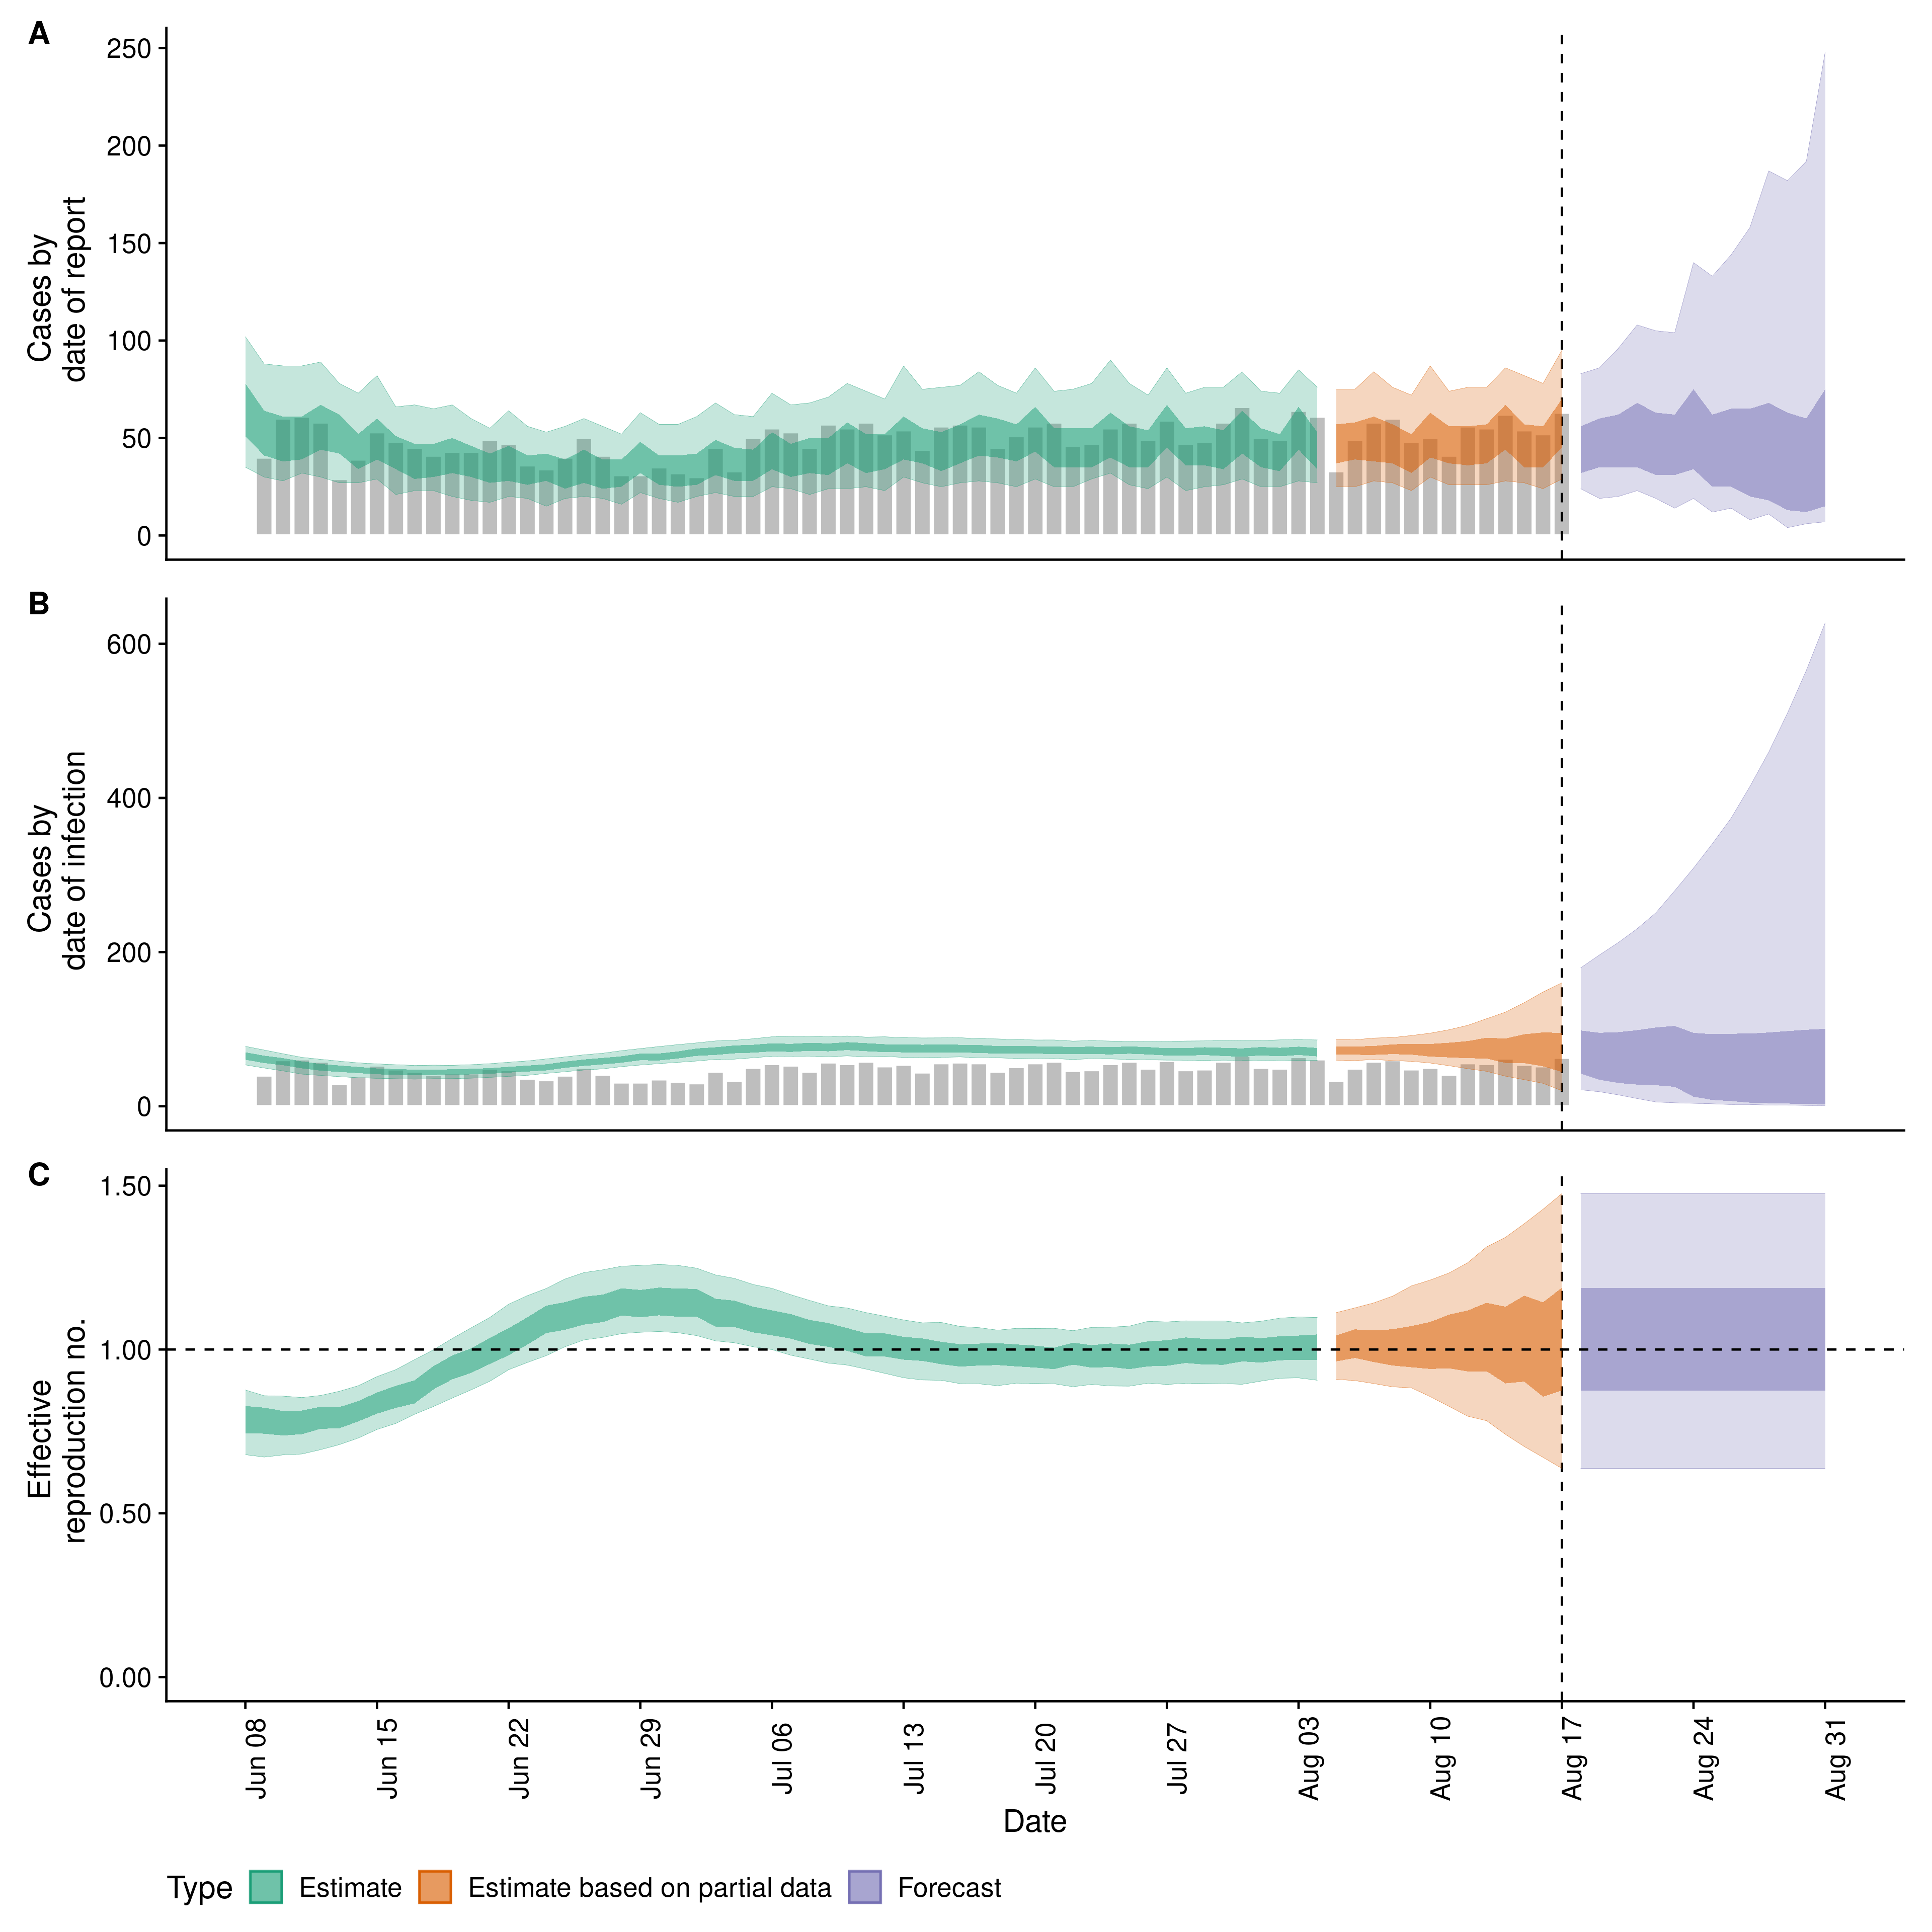 A
250
200
150
100
50
0
Cases by
date of report
B
600
400
200
0
Cases by
date of infection
C
1.50
1.00
0.50
0.00
Effective
reproduction no.
Jun 08
Jun 15
Jun 22
Jun 29
Jul 06
Jul 13
Jul 20
Jul 27
Aug 03
Aug 10
Aug 17
Aug 24
Aug 31
Date
Type Estimate Estimate based on partial data Forecast